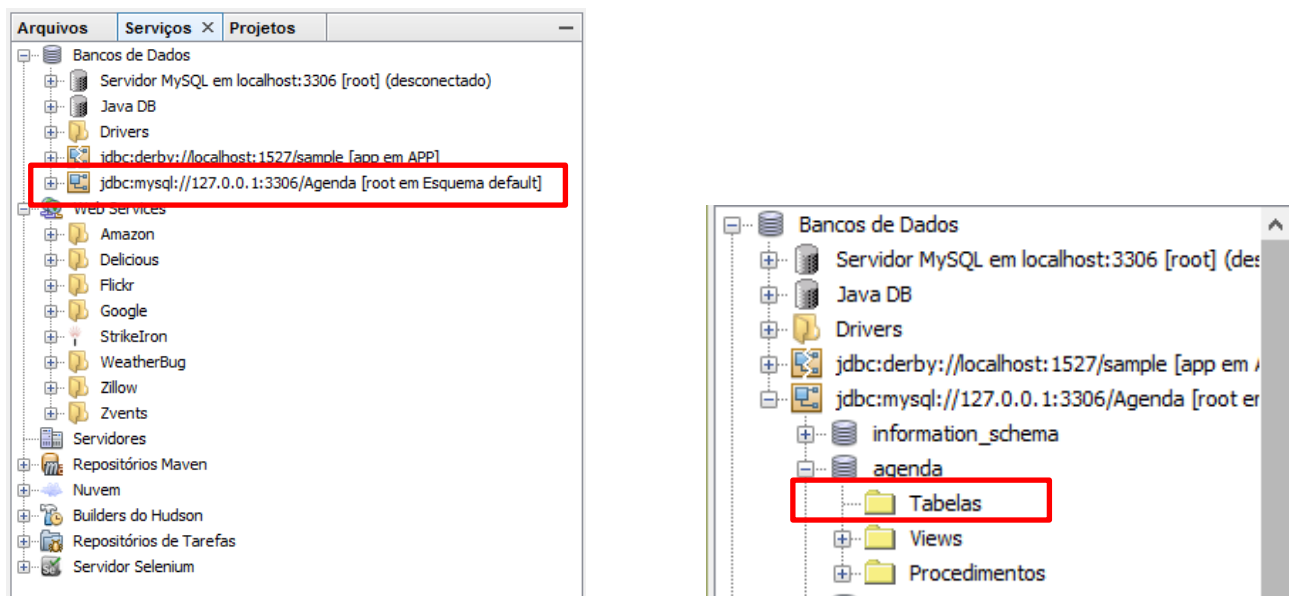 Arquivos Serviços × Projetos
Bancos de Dados
Servidor MySQL em localhost:3306 [root] (desconectado)
Java DB
Drivers
jdbc:derby://localhost:1527/sample [app em APP]
jdbc:mysql://127.0.0.1:3306/Agenda [root em Esquema default]
Web Services
Amazon
Delicious
Flickr
Google
StrikeIron
WeatherBug
Zillow
Zvents
Servidores
Repositórios Maven
Nuvem
Builders do Hudson
Repositórios de Tarefas
Servidor Selenium
Bancos de Dados
Servidor MySQL em localhost:3306 [root] (des
Java DB
Drivers
jdbc:derby://localhost:1527/sample [app em
jdbc:mysql://127.0.0.1:3306/Agenda [root er
information_schema
agenda
Tabelas
Views
Procedimentos